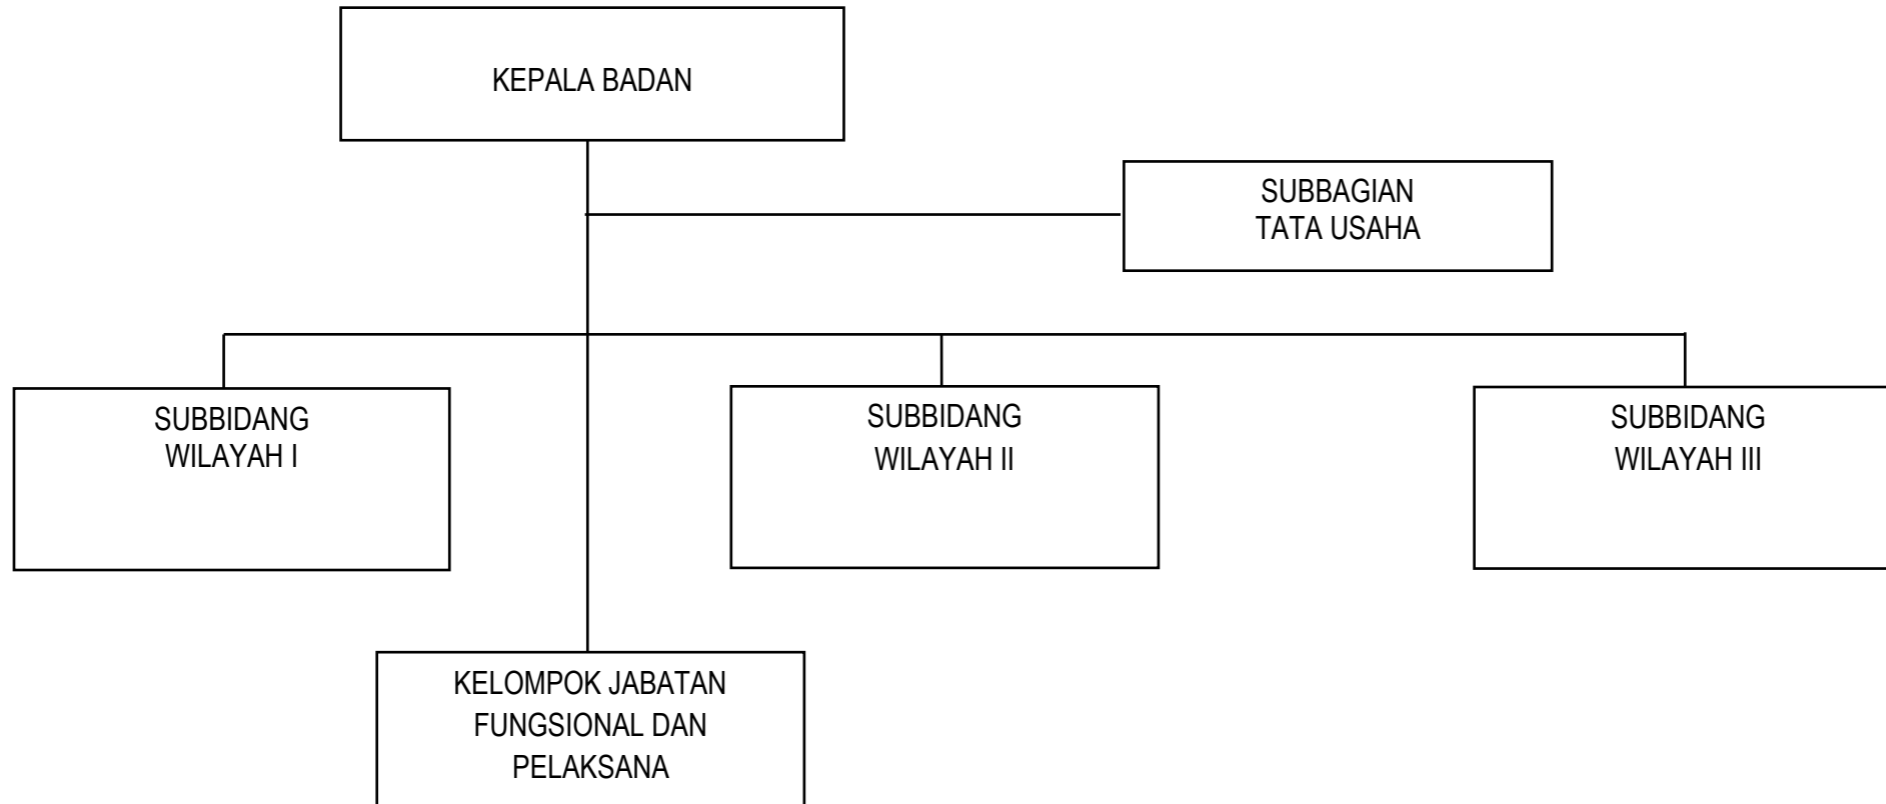 KEPALA BADAN
SUBBAGIAN
TATA USAHA
SUBBIDANG
WILAYAH I
SUBBIDANG
WILAYAH II
SUBBIDANG
WILAYAH III
KELOMPOK JABATAN
FUNGSIONAL DAN
PELAKSANA